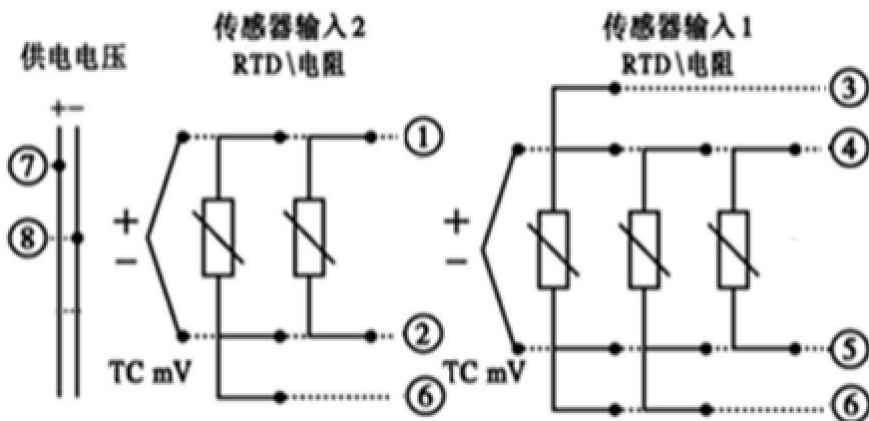 供电电压
+−
⑦
⑧
传感器输入2
RTD\电阻
①
+
−
②
TC mV
⑥
传感器输入1
RTD\电阻
③
④
+
−
⑤
TC mV
⑥